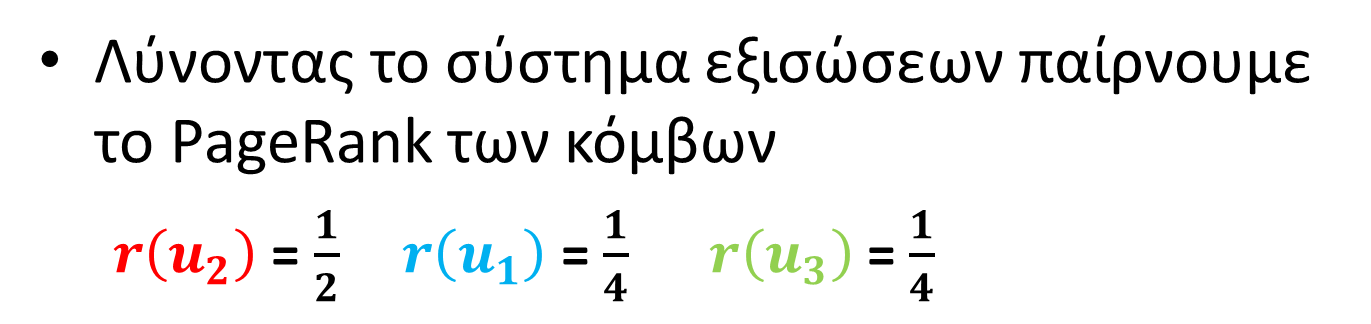 • Λύνοντας το σύστημα εξισώσεων παίρνουμε
το PageRank των κόμβων
r(u₂) = 1/2 r(u₁) = 1/4 r(u₃) = 1/4